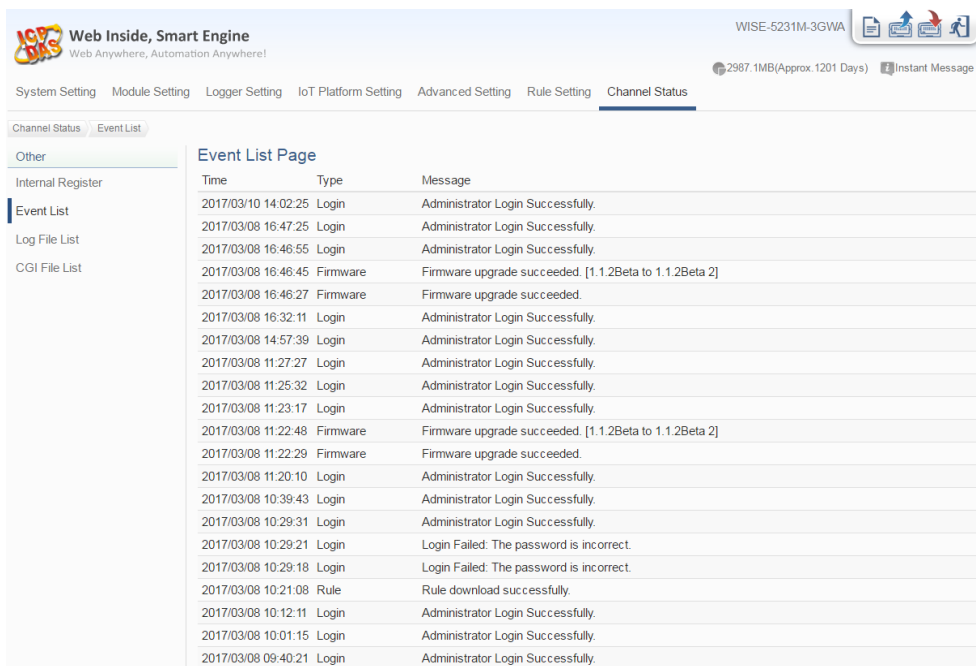 ICP DAS
Web Inside, Smart Engine
Web Anywhere, Automation Anywhere!
WISE-5231M-3GWA
2987.1MB(Approx.1201 Days) Instant Message
System Setting Module Setting Logger Setting IoT Platform Setting Advanced Setting Rule Setting Channel Status
Channel Status Event List
Other
Internal Register
Event List
Log File List
CGI File List
Event List Page
Time Type Message
2017/03/10 14:02:25 Login Administrator Login Successfully.
2017/03/08 16:47:25 Login Administrator Login Successfully.
2017/03/08 16:46:55 Login Administrator Login Successfully.
2017/03/08 16:46:45 Firmware Firmware upgrade succeeded. [1.1.2Beta to 1.1.2Beta 2]
2017/03/08 16:46:27 Firmware Firmware upgrade succeeded.
2017/03/08 16:32:11 Login Administrator Login Successfully.
2017/03/08 14:57:39 Login Administrator Login Successfully.
2017/03/08 11:27:27 Login Administrator Login Successfully.
2017/03/08 11:25:32 Login Administrator Login Successfully.
2017/03/08 11:23:17 Login Administrator Login Successfully.
2017/03/08 11:22:48 Firmware Firmware upgrade succeeded. [1.1.2Beta to 1.1.2Beta 2]
2017/03/08 11:22:29 Firmware Firmware upgrade succeeded.
2017/03/08 11:20:10 Login Administrator Login Successfully.
2017/03/08 10:39:43 Login Administrator Login Successfully.
2017/03/08 10:29:31 Login Administrator Login Successfully.
2017/03/08 10:29:21 Login Login Failed: The password is incorrect.
2017/03/08 10:29:18 Login Login Failed: The password is incorrect.
2017/03/08 10:21:08 Rule Rule download successfully.
2017/03/08 10:12:11 Login Administrator Login Successfully.
2017/03/08 10:01:15 Login Administrator Login Successfully.
2017/03/08 09:40:21 Login Administrator Login Successfully.